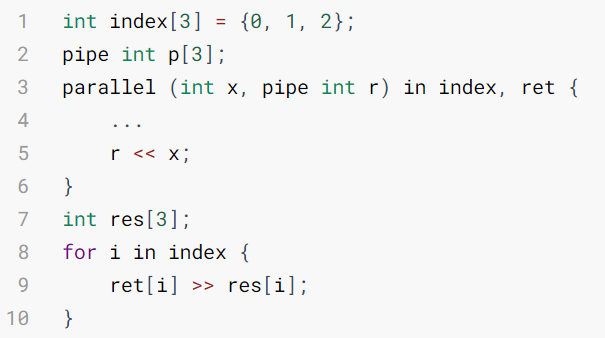 1 int index[3] = {0, 1, 2};
2 pipe int p[3];
3 parallel (int x, pipe int r) in index, ret {
4     ...
5     r << x;
6 }
7 int res[3];
8 for i in index {
9     ret[i] >> res[i];
10 }